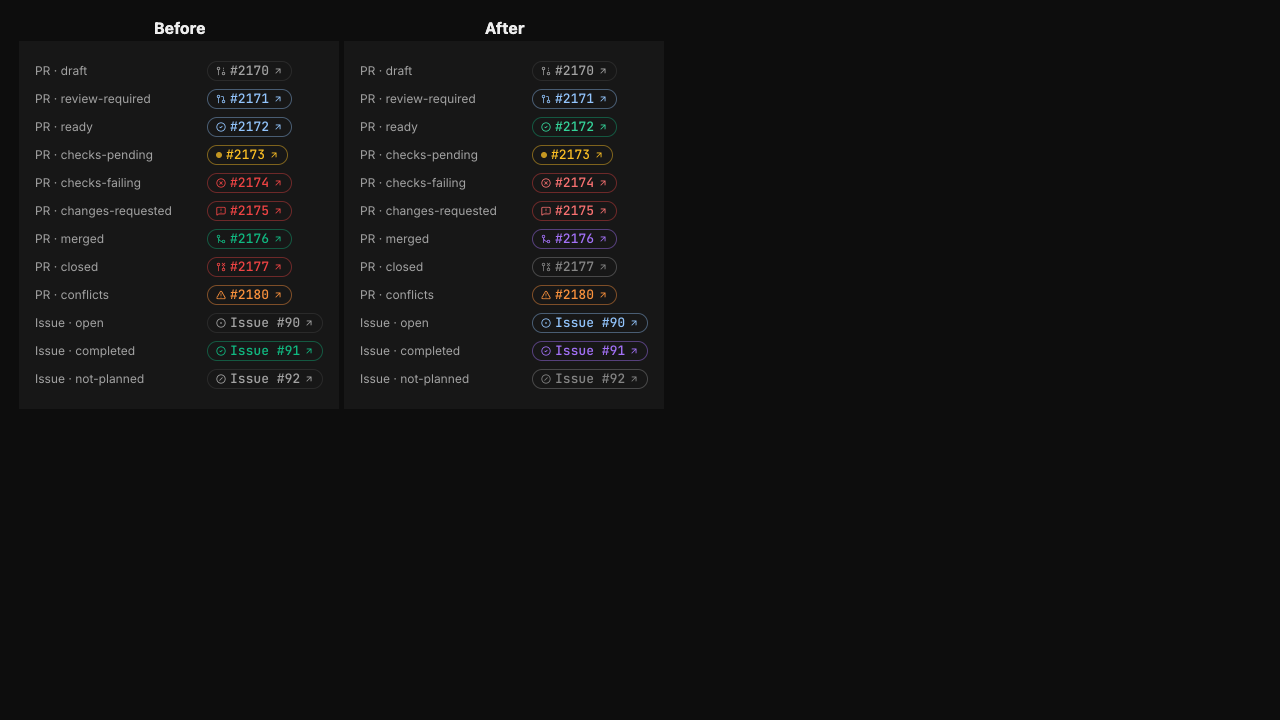 Before After
PR · draft #2170 PR · draft #2170
PR · review-required #2171 PR · review-required #2171
PR · ready #2172 PR · ready #2172
PR · checks-pending #2173 PR · checks-pending #2173
PR · checks-failing #2174 PR · checks-failing #2174
PR · changes-requested #2175 PR · changes-requested #2175
PR · merged #2176 PR · merged #2176
PR · closed #2177 PR · closed #2177
PR · conflicts #2180 PR · conflicts #2180
Issue · open Issue #90 Issue · open Issue #90
Issue · completed Issue #91 Issue · completed Issue #91
Issue · not-planned Issue #92 Issue · not-planned Issue #92